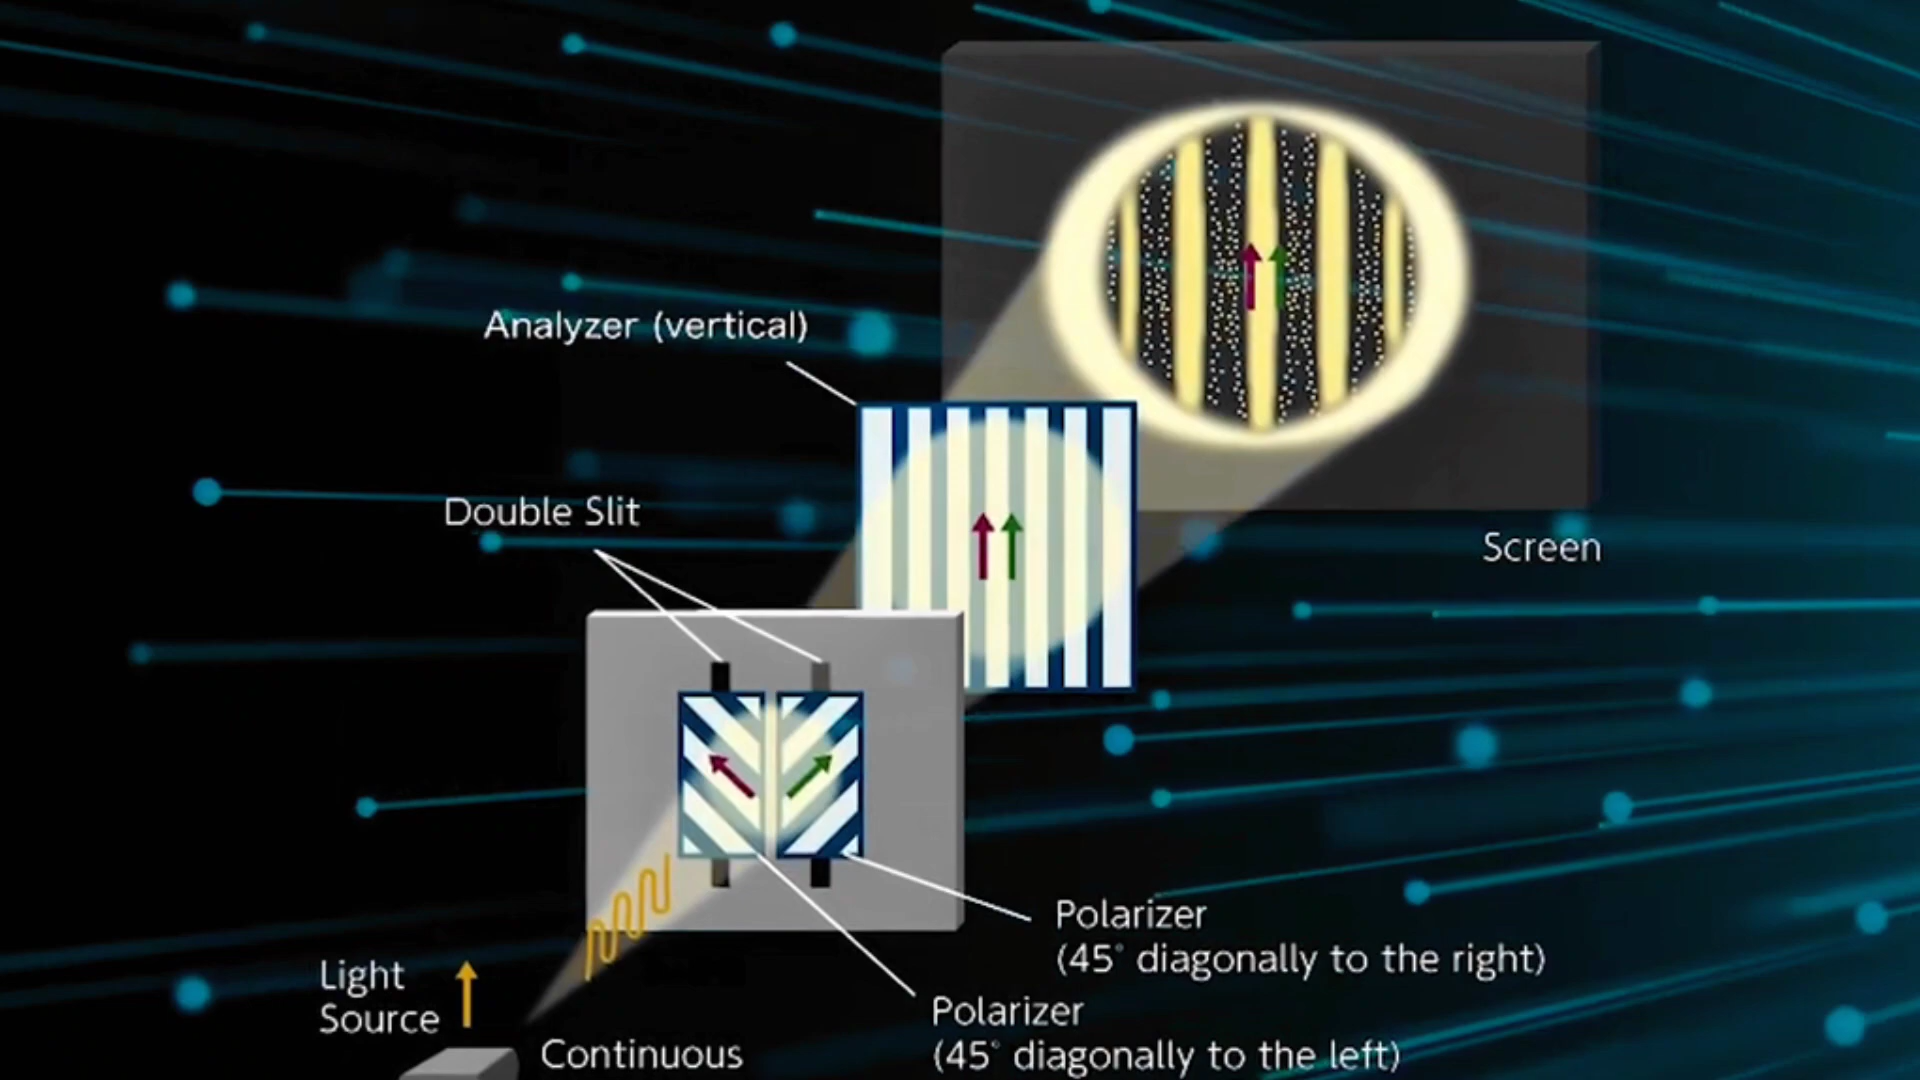 Analyzer (vertical)
Double Slit
Screen
Polarizer
(45° diagonally to the right)
Light
Source
Polarizer
(45° diagonally to the left)
Continuous